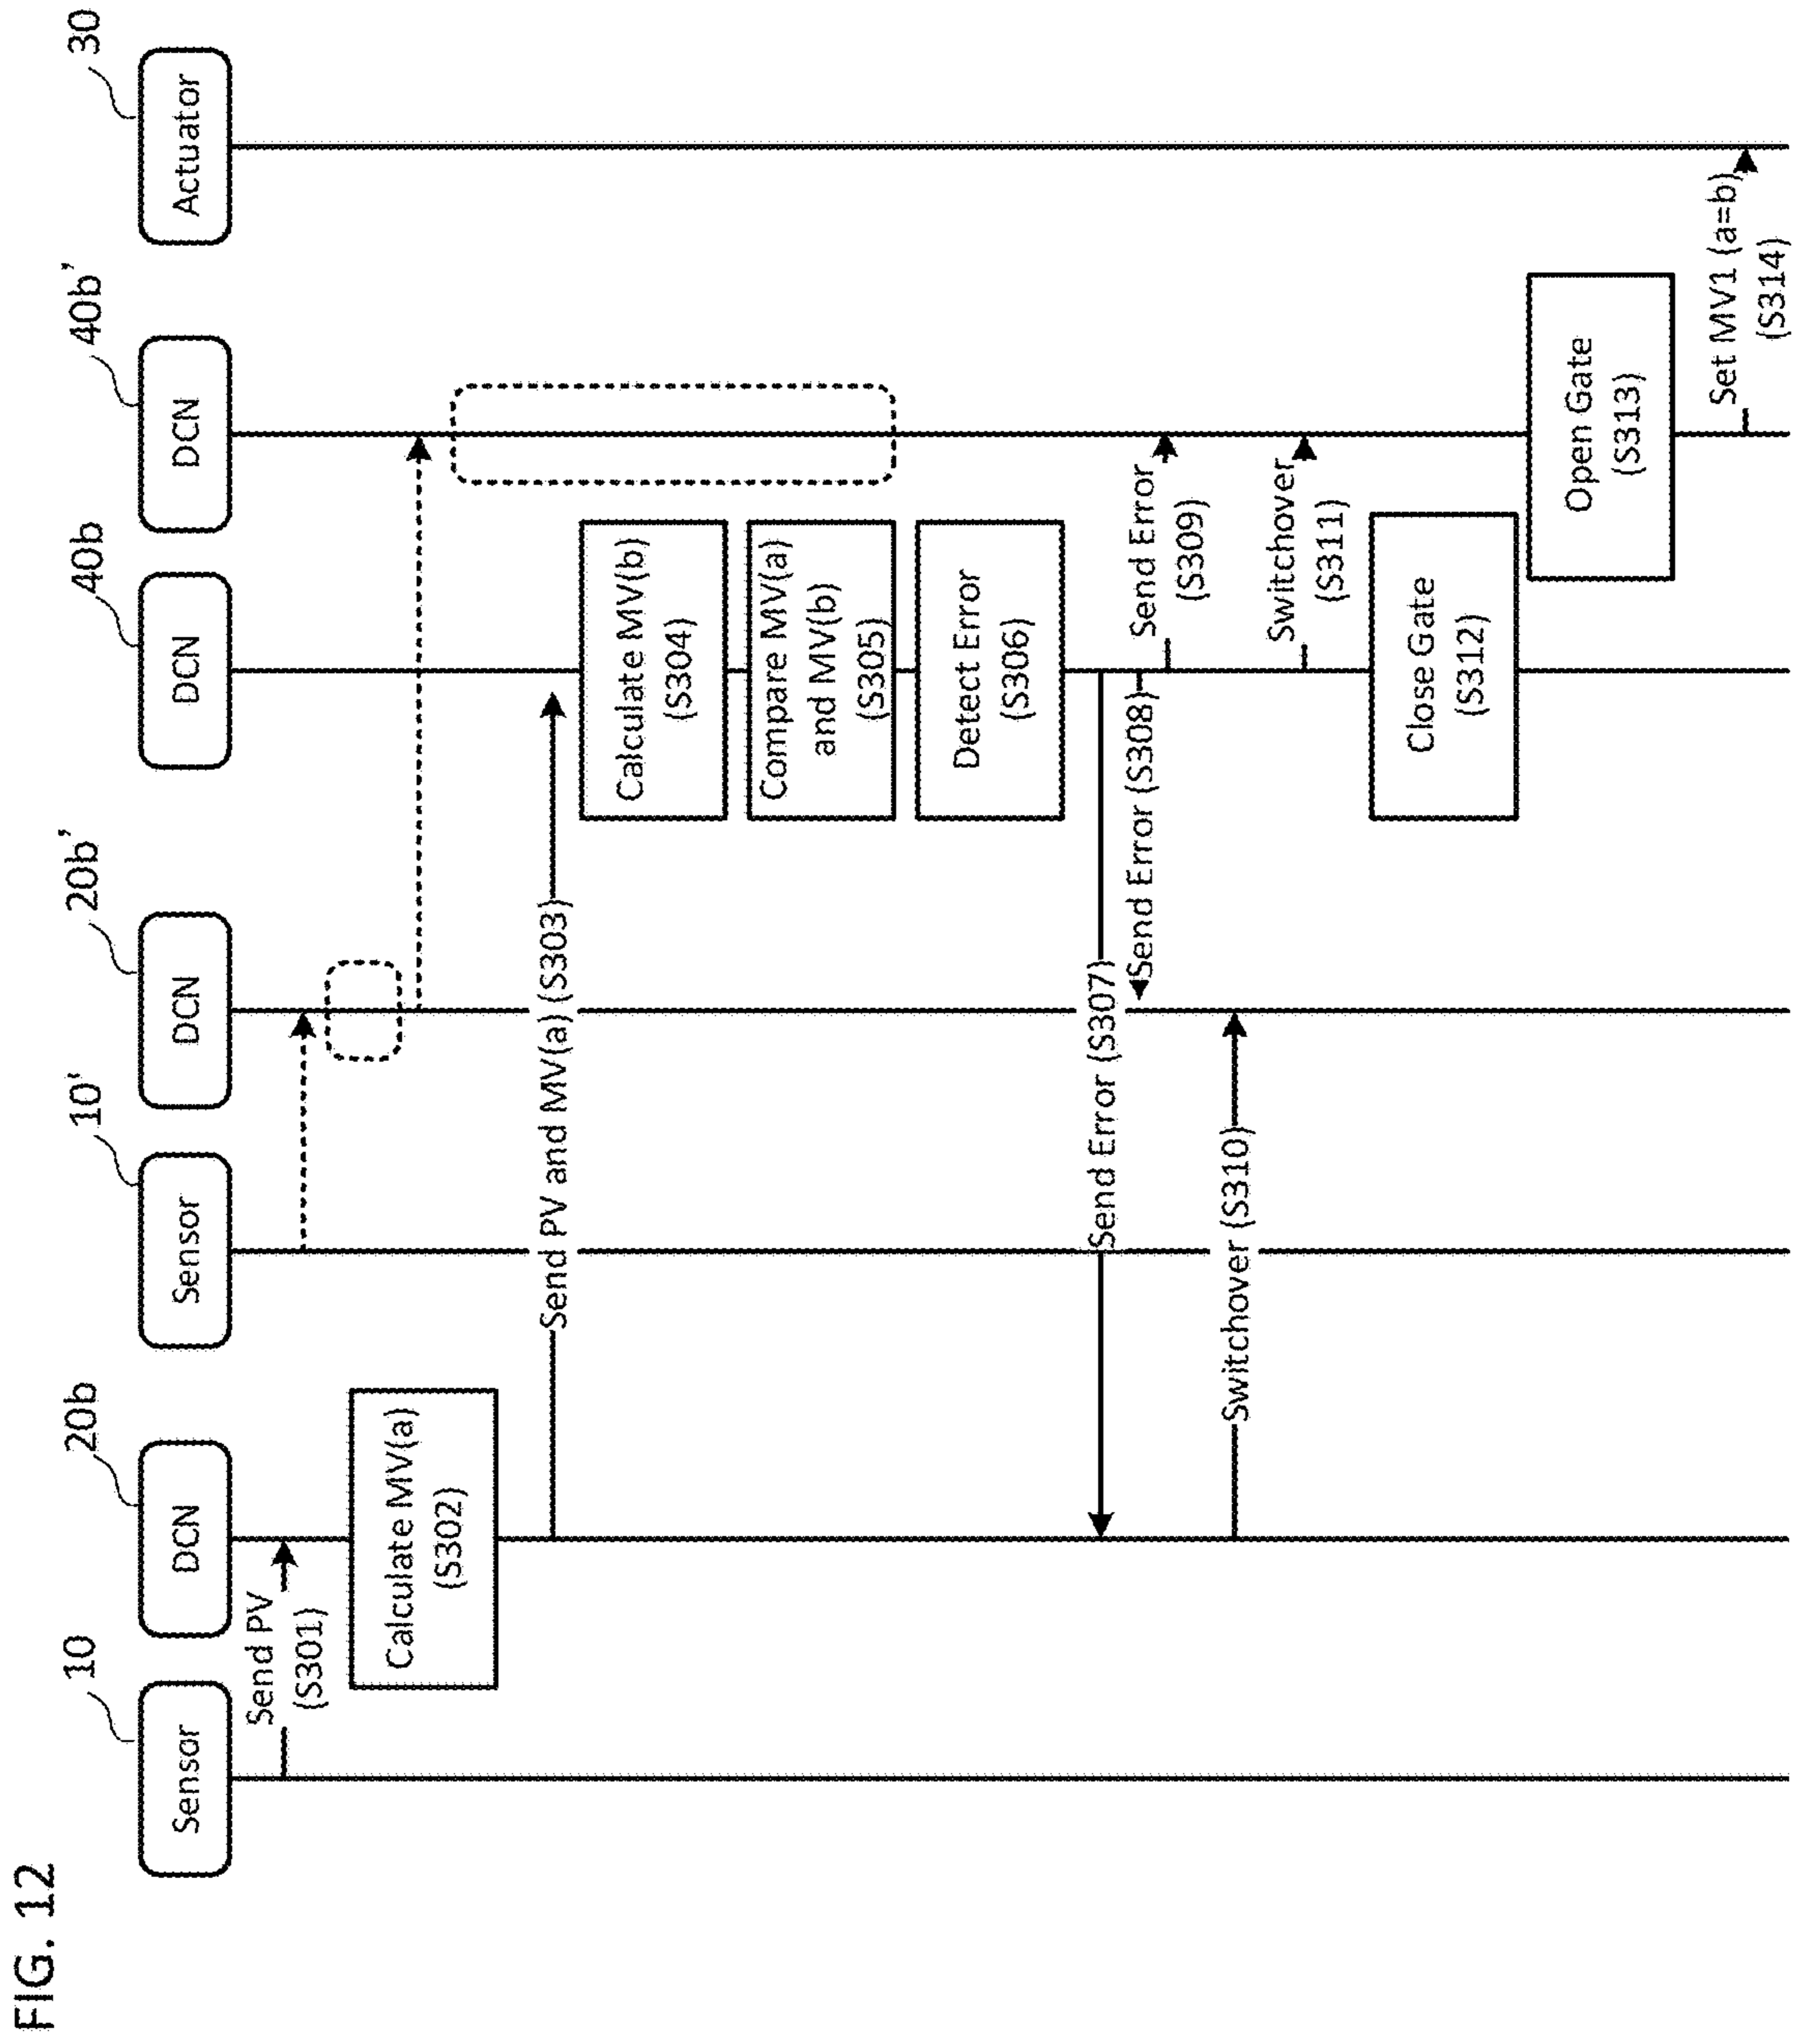 FIG. 12
10
20b
10'
20b'
40b
40b'
30
Sensor
DCN
Sensor
DCN
DCN
DCN
Actuator
Send PV
(S301)
Calculate MV(a)
(S302)
Send PV and MV(a) (S303)
Calculate MV(b)
(S304)
Compare MV(a)
and MV(b)
(S305)
Detect Error
(S306)
Send Error (S307)
Send Error (S308)
Send Error
(S309)
Switchover (S310)
Switchover
(S311)
Close Gate
(S312)
Open Gate
(S313)
Set MV1 (a=b)
(S314)